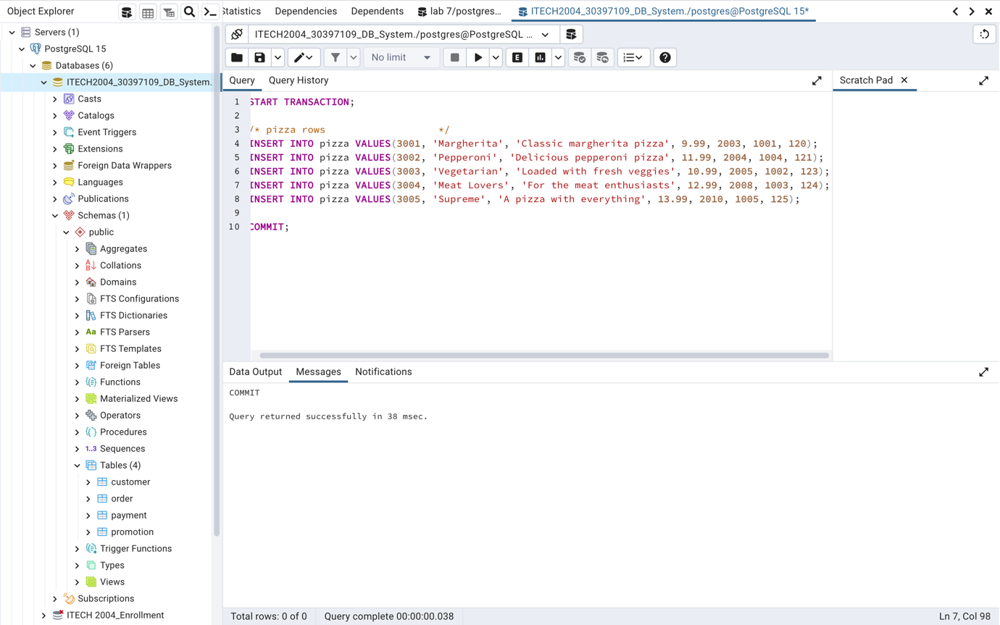 Object Explorer
Statistics Dependencies Dependents lab 7/postgres... ITECH2004_30397109_DB_System./postgres@PostgreSQL 15*
Servers (1)
PostgreSQL 15
Databases (6)
ITECH2004_30397109_DB_System.
Casts
Catalogs
Event Triggers
Extensions
Foreign Data Wrappers
Languages
Publications
Schemas (1)
public
Aggregates
Collations
Domains
FTS Configurations
FTS Dictionaries
Aa FTS Parsers
FTS Templates
Foreign Tables
Functions
Materialized Views
Operators
Procedures
1..3 Sequences
Tables (4)
customer
order
payment
promotion
Trigger Functions
Types
Views
Subscriptions
ITECH 2004_Enrollment
ITECH2004_30397109_DB_System./postgres@PostgreSQL ...
No limit
E
Query Query History
Scratch Pad
1 START TRANSACTION;
2
3 /* pizza rows */
4 INSERT INTO pizza VALUES(3001, 'Margherita', 'Classic margherita pizza', 9.99, 2003, 1001, 120);
5 INSERT INTO pizza VALUES(3002, 'Pepperoni', 'Delicious pepperoni pizza', 11.99, 2004, 1004, 121);
6 INSERT INTO pizza VALUES(3003, 'Vegetarian', 'Loaded with fresh veggies', 10.99, 2005, 1002, 123);
7 INSERT INTO pizza VALUES(3004, 'Meat Lovers', 'For the meat enthusiasts', 12.99, 2008, 1003, 124);
8 INSERT INTO pizza VALUES(3005, 'Supreme', 'A pizza with everything', 13.99, 2010, 1005, 125);
9
10 COMMIT;
Data Output Messages Notifications
COMMIT
Query returned successfully in 38 msec.
Total rows: 0 of 0 Query complete 00:00:00.038 Ln 7, Col 98